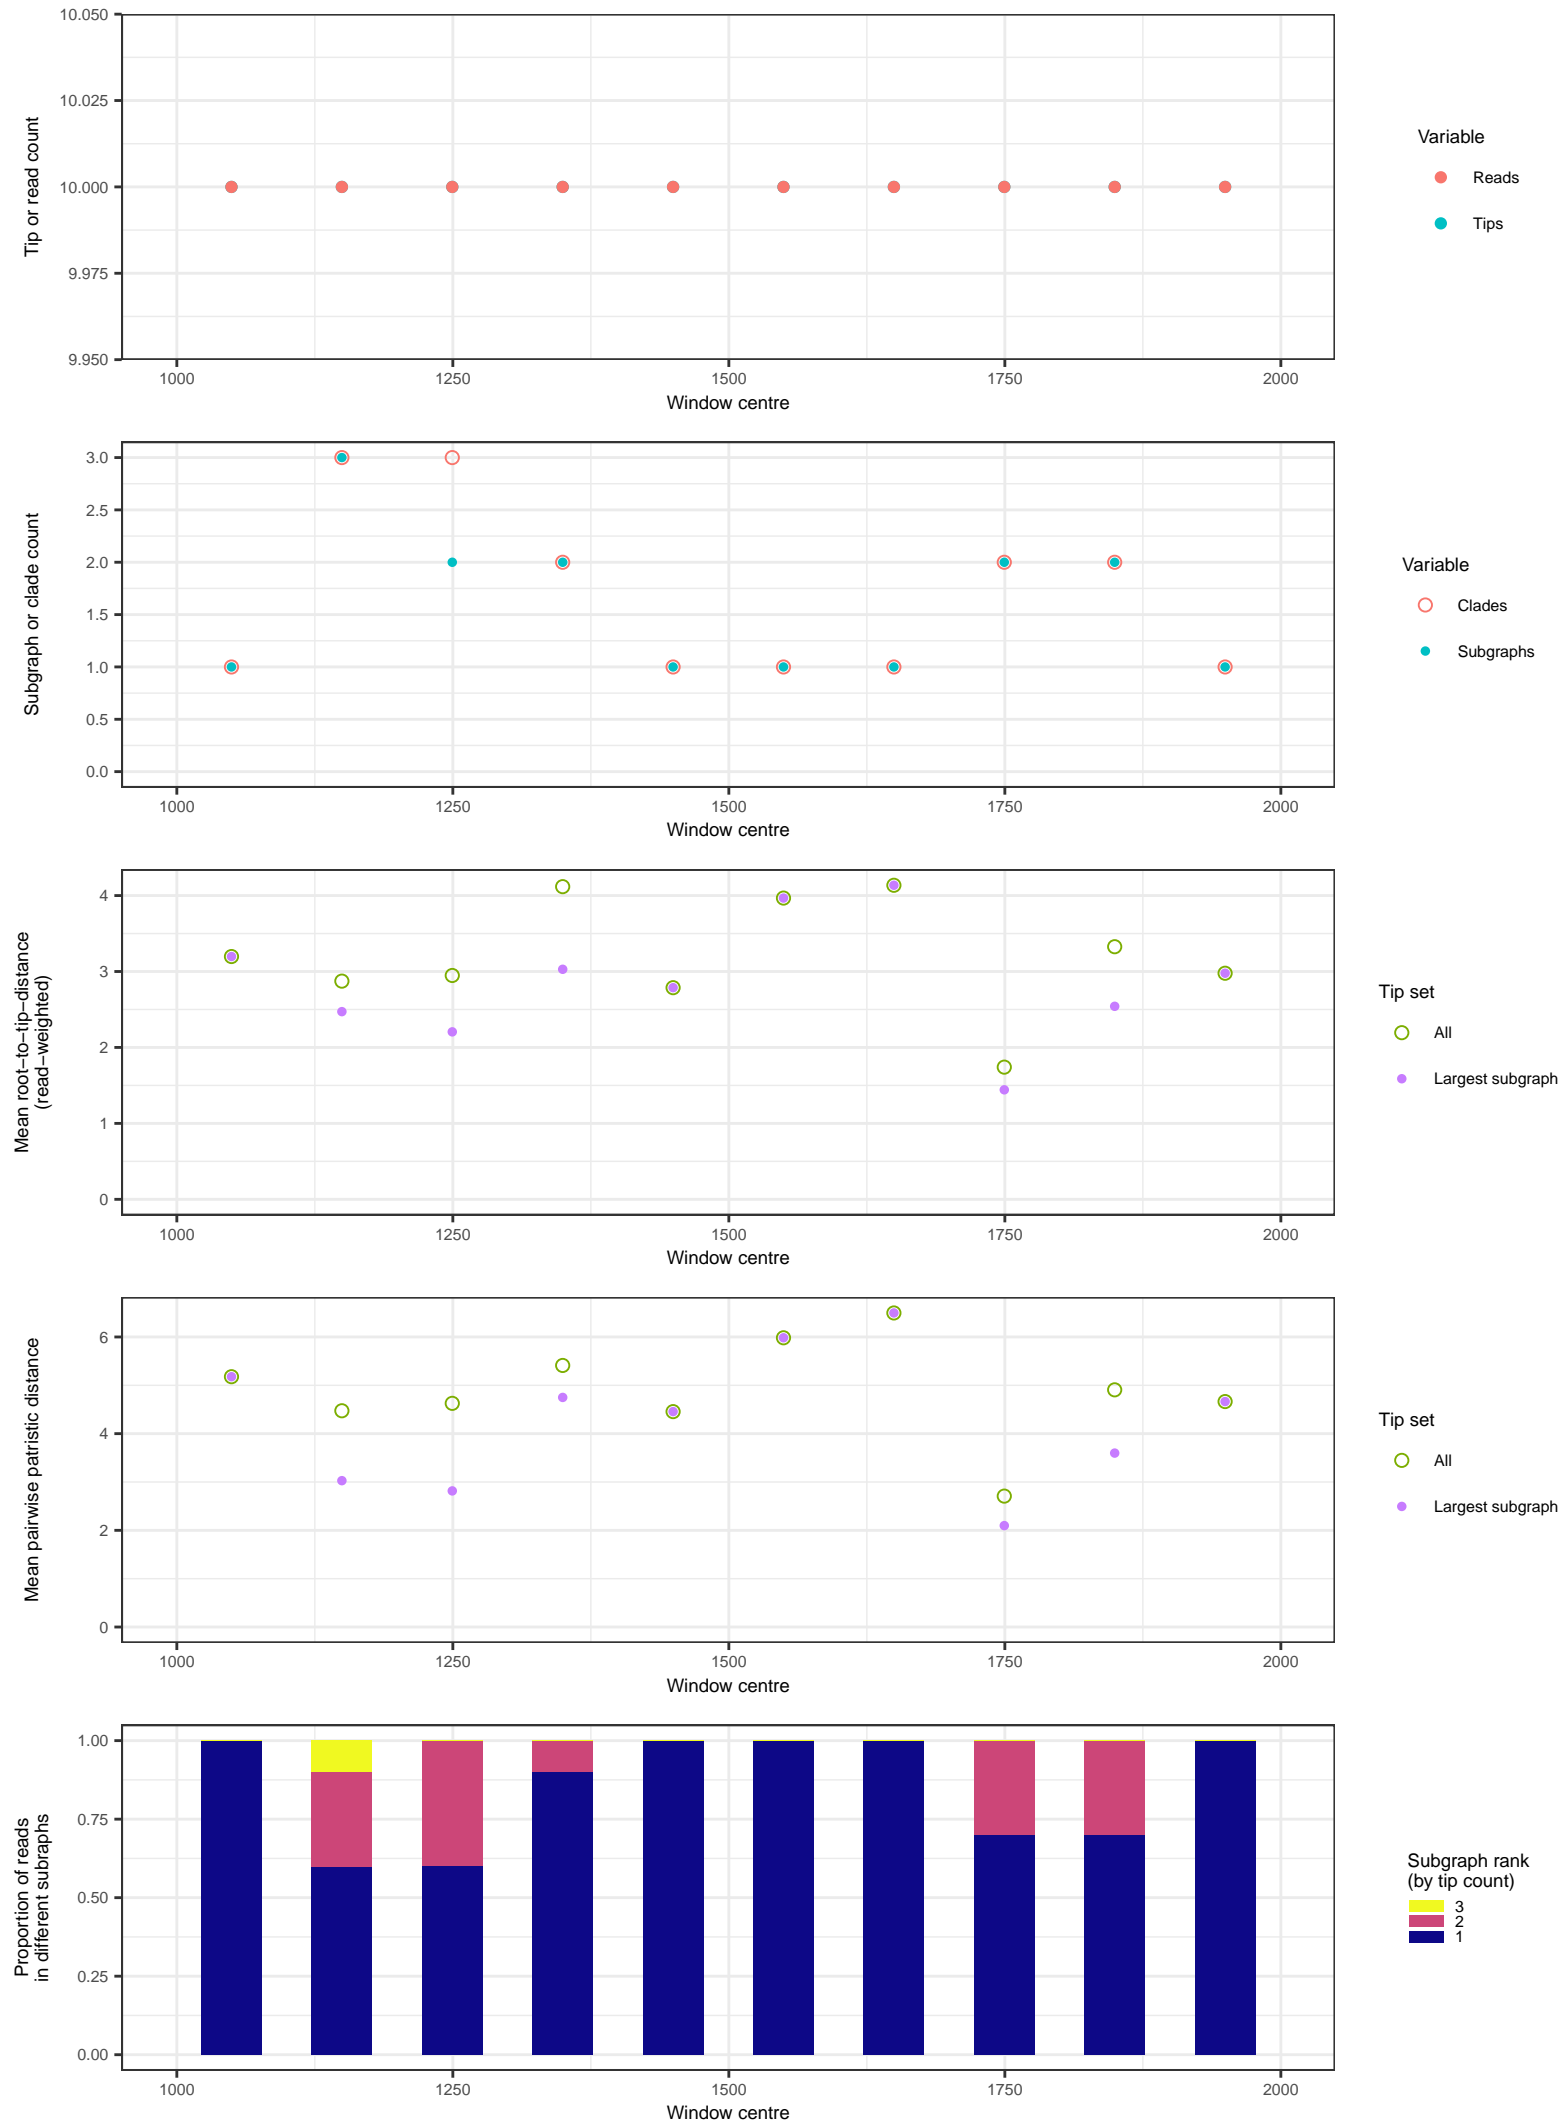 10.050
10.025
10.000
9.975
9.950
Tip or read count
1000 1250 1500 1750 2000
Window centre
Variable
Reads
Tips
3.0
2.5
2.0
1.5
1.0
0.5
0.0
Subgraph or clade count
1000 1250 1500 1750 2000
Window centre
Variable
Clades
Subgraphs
4
3
2
1
0
Mean root−to−tip−distance
(read−weighted)
1000 1250 1500 1750 2000
Window centre
Tip set
All
Largest subgraph
6
4
2
0
Mean pairwise patristic distance
1000 1250 1500 1750 2000
Window centre
Tip set
All
Largest subgraph
1.00
0.75
0.50
0.25
0.00
Proportion of reads
in different subraphs
1000 1250 1500 1750 2000
Window centre
Subgraph rank
(by tip count)
3
2
1